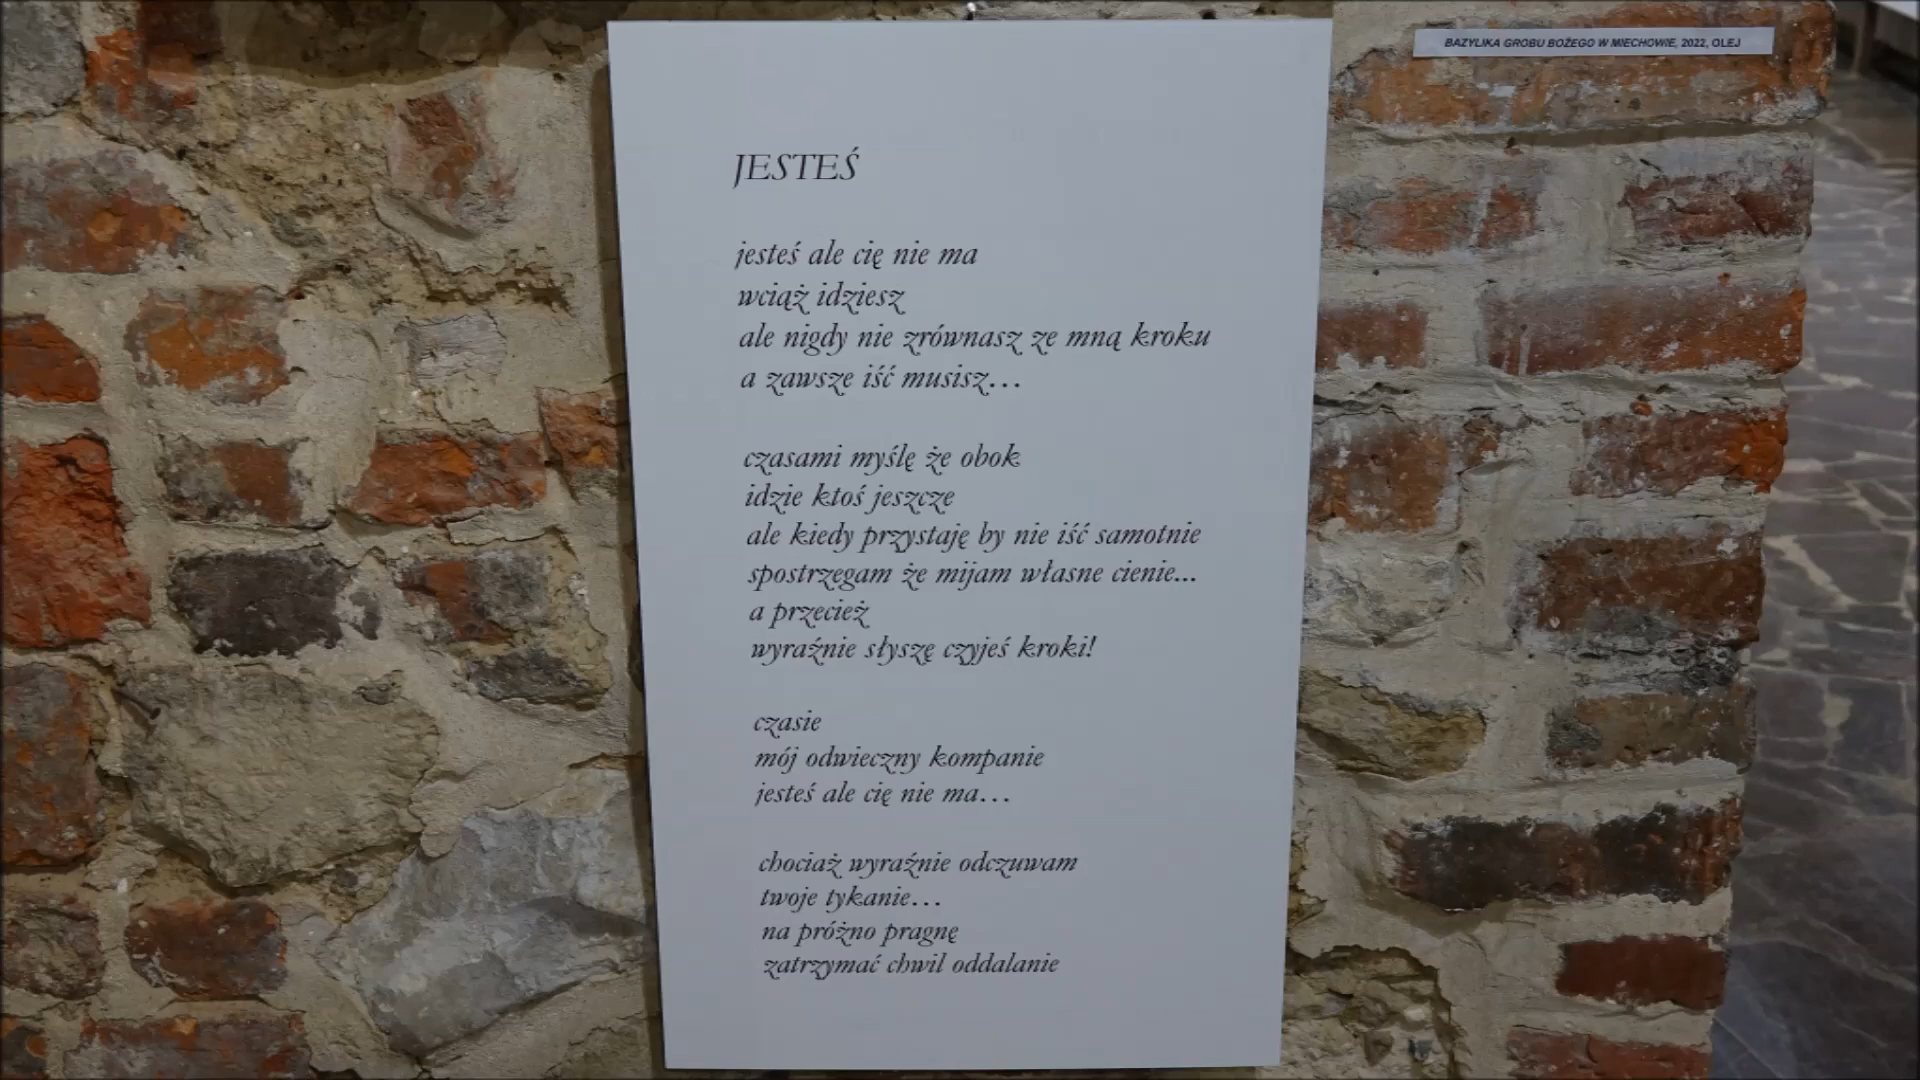 JESTEŚ
jesteś ale cię nie ma
wciąż idziesz
ale nigdy nie zrównasz ze mną kroku
a zawsze iść musisz...
czasami myślę że obok
idzie ktoś jeszcze
ale kiedy przystaję by nie iść samotnie
spostrzegam że mijam własne cienie...
a przecież
wyraźnie słyszę czyjeś kroki!
czasie
mój odwieczny kompanie
jesteś ale cię nie ma...
chociaż wyraźnie odczuwam
twoje tykanie...
na próżno pragnę
zatrzymać chwil oddalanie
BAZYLIKA GROBU BOŻEGO W MIECHOWIE, 2022, OLEJ